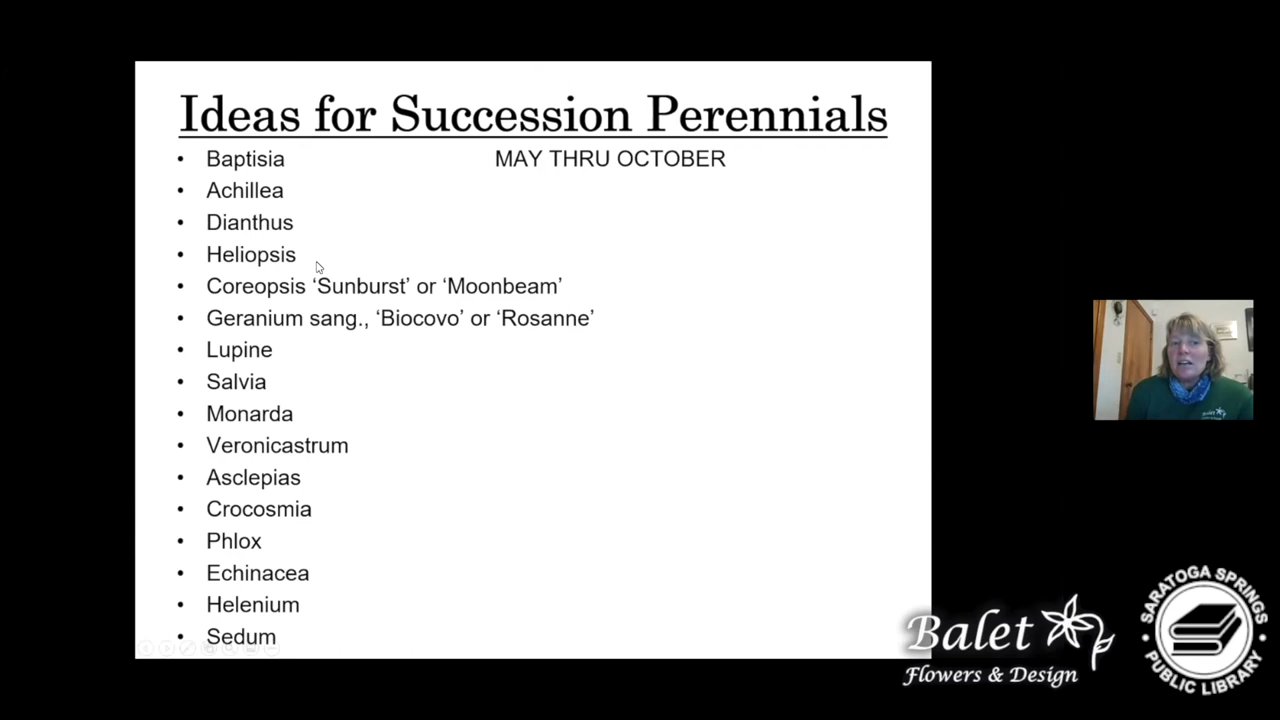 Ideas for Succession Perennials
• Baptisia MAY THRU OCTOBER
• Achillea
• Dianthus
• Heliopsis
• Coreopsis ‘Sunburst’ or ‘Moonbeam’
• Geranium sang., ‘Biocovo’ or ‘Rosanne’
• Lupine
• Salvia
• Monarda
• Veronicastrum
• Asclepias
• Crocosmia
• Phlox
• Echinacea
• Helenium
• Sedum
Balet
Balet
Flowers & Design
SARATOGA SPRINGS
PUBLIC LIBRARY